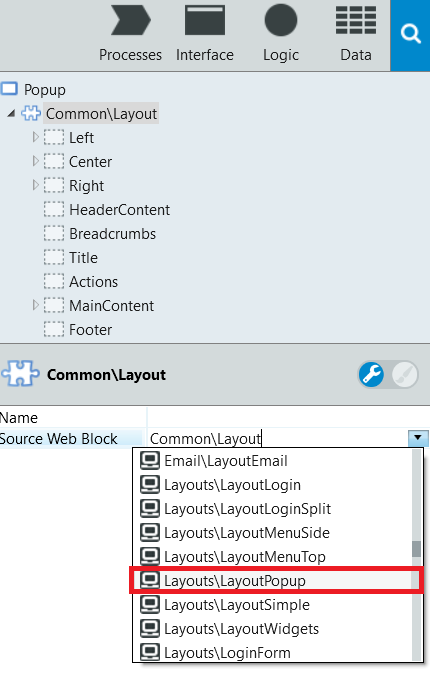 Processes Interface Logic Data
Popup
Common\Layout
Left
Center
Right
HeaderContent
Breadcrumbs
Title
Actions
MainContent
Footer
Common\Layout
Name
Source Web Block Common\Layout
Email\LayoutEmail
Layouts\LayoutLogin
Layouts\LayoutLoginSplit
Layouts\LayoutMenuSide
Layouts\LayoutMenuTop
Layouts\LayoutPopup
Layouts\LayoutSimple
Layouts\LayoutWidgets
Layouts\LoginForm